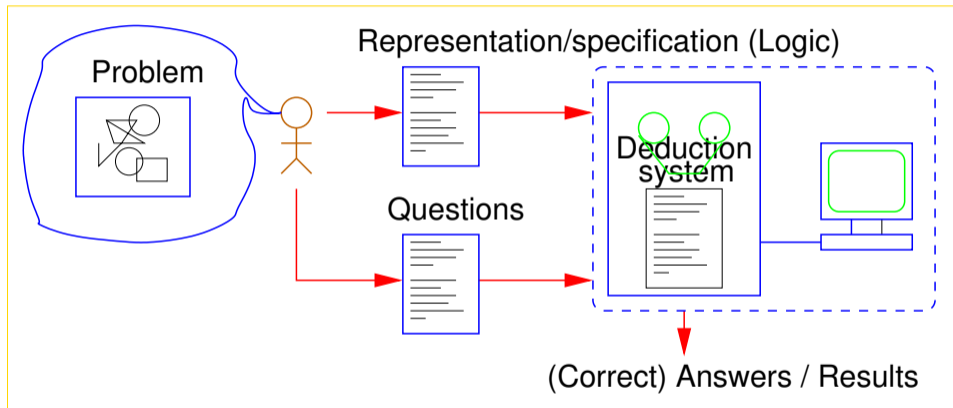 Representation/specification (Logic)
Problem
Deduction
system
Questions
(Correct) Answers / Results